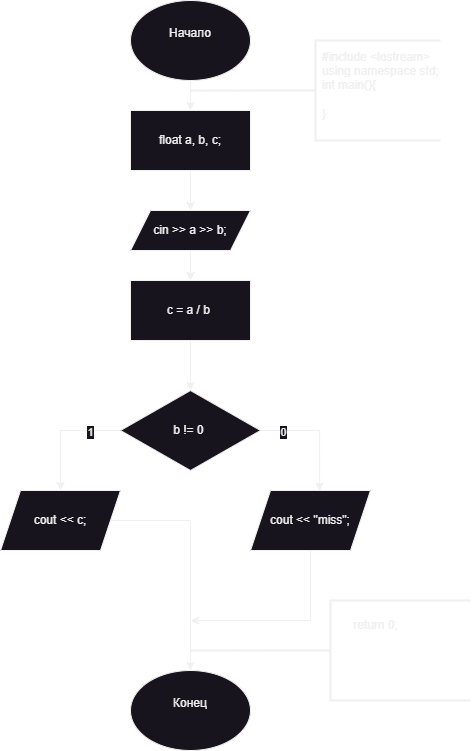 Начало
#include <iostream>
using namespace std;
int main(){
}
float a, b, c;
cin >> a >> b;
c = a / b
b != 0
1
0
cout << c;
cout << "miss";
return 0;
Конец